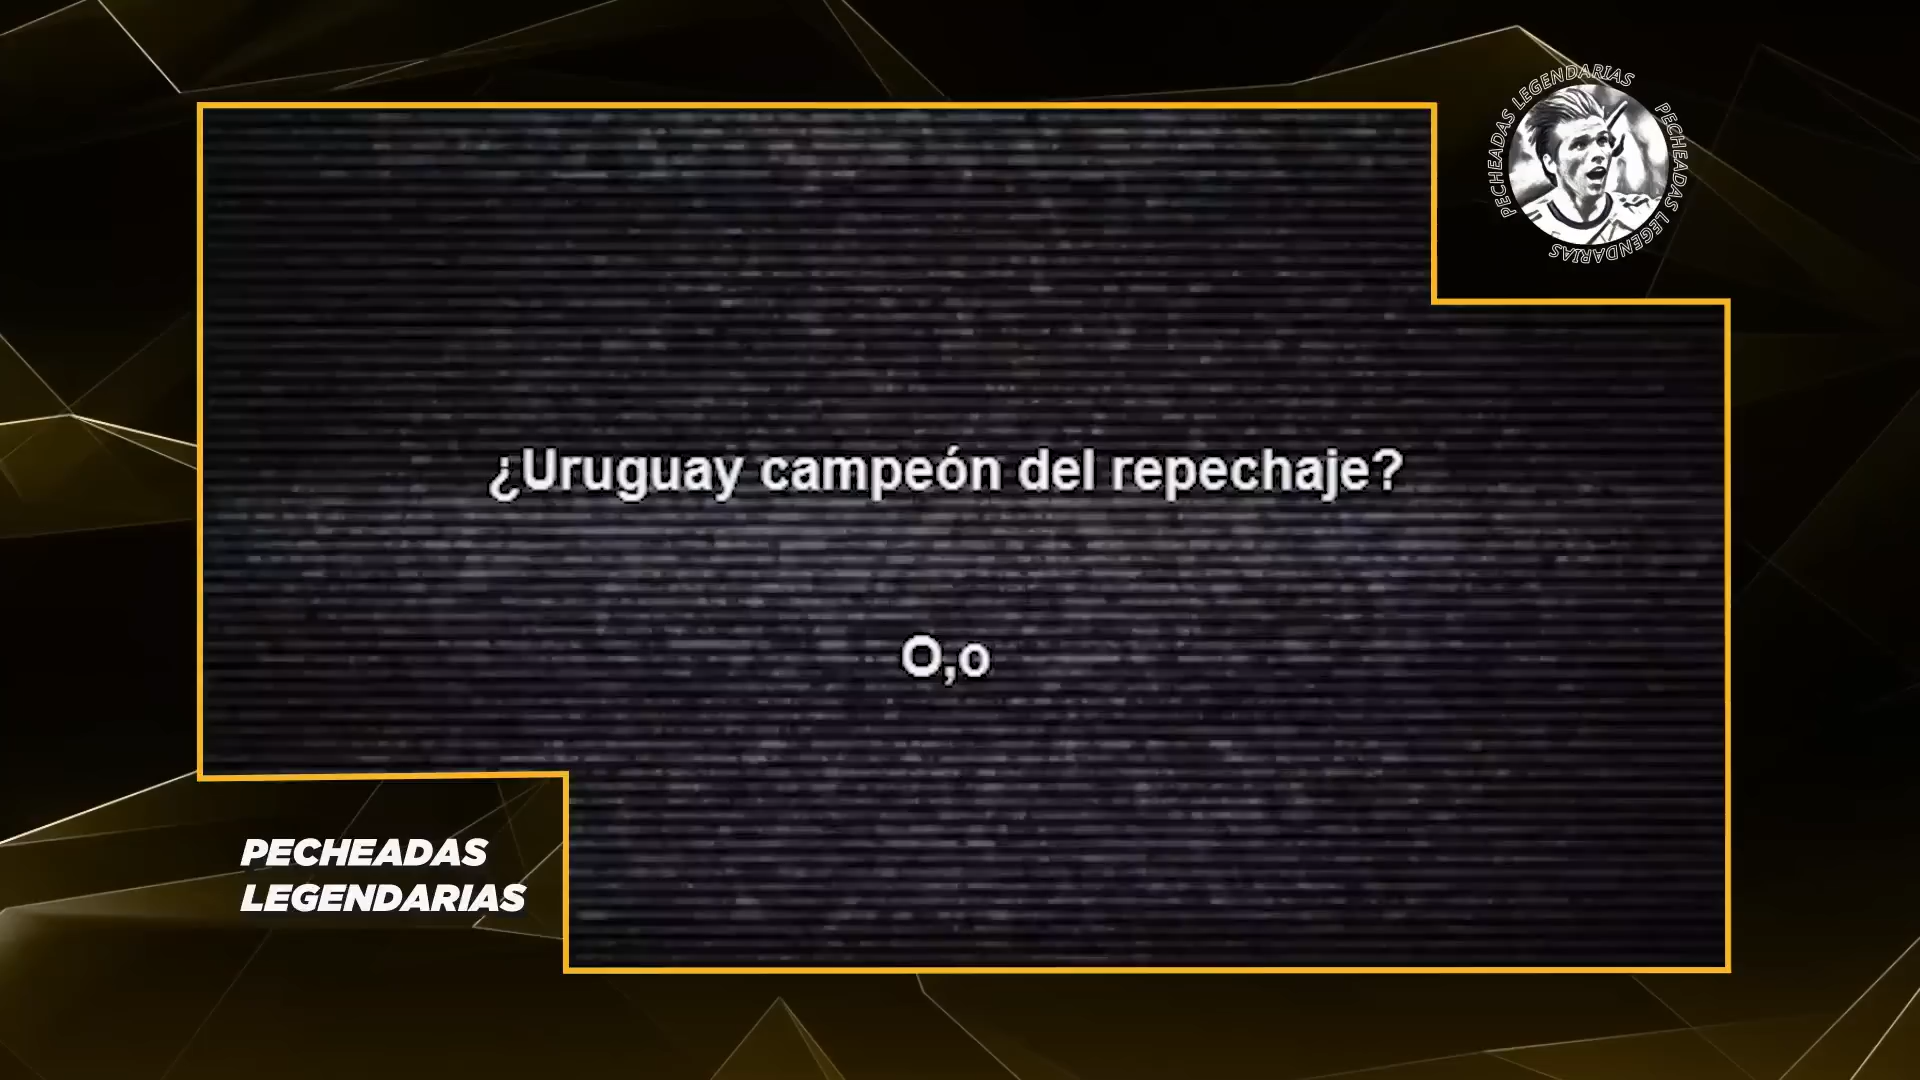 PECHEADAS LEGENDARIAS PECHEADAS LEGENDARIAS
¿Uruguay campeón del repechaje?
O,o
PECHEADAS
LEGENDARIAS